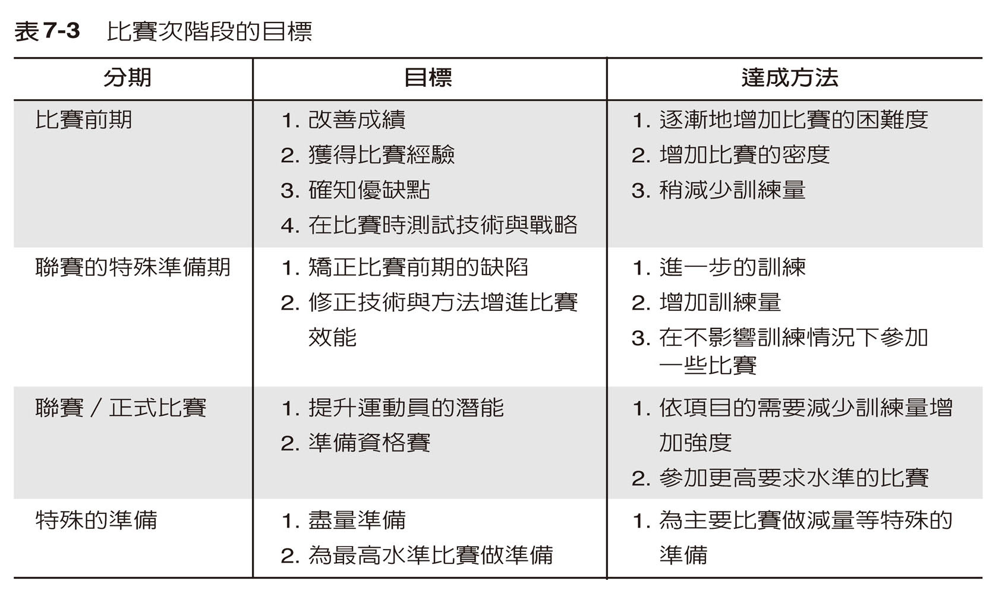 表7-3 比賽次階段的目標
分期 目標 達成方法
比賽前期
1. 改善成績
2. 獲得比賽經驗
3. 確知優缺點
4. 在比賽時測試技術與戰略
1. 逐漸地增加比賽的困難度
2. 增加比賽的密度
3. 稍減少訓練量
聯賽的特殊準備期
1. 矯正比賽前期的缺陷
2. 修正技術與方法增進比賽
效能
1. 進一步的訓練
2. 增加訓練量
3. 在不影響訓練情況下參加
一些比賽
聯賽/正式比賽
1. 提升運動員的潛能
2. 準備資格賽
1. 依項目的需要減少訓練量增
加強度
2. 參加更高要求水準的比賽
特殊的準備
1. 盡量準備
2. 為最高水準比賽做準備
1. 為主要比賽做減量等特殊的
準備